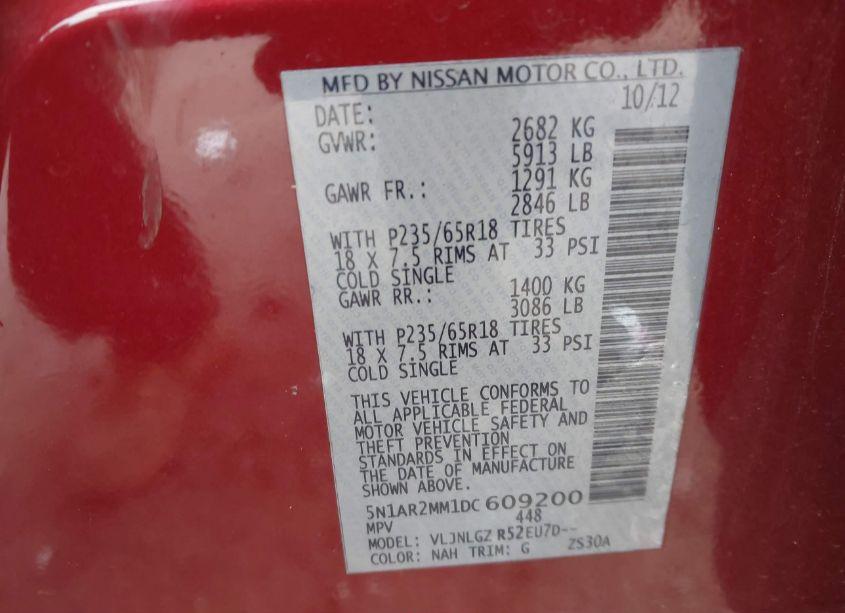 MFD BY NISSAN MOTOR CO., LTD.
DATE: 10/12
GVWR: 2682 KG
5913 LB
GAWR FR.: 1291 KG
2846 LB
WITH P235/65R18 TIRES
18 X 7.5 RIMS AT 33 PSI
COLD SINGLE
GAWR RR.: 1400 KG
3086 LB
WITH P235/65R18 TIRES
18 X 7.5 RIMS AT 33 PSI
COLD SINGLE
THIS VEHICLE CONFORMS TO
ALL APPLICABLE FEDERAL
MOTOR VEHICLE SAFETY AND
THEFT PREVENTION
STANDARDS IN EFFECT ON
THE DATE OF MANUFACTURE
SHOWN ABOVE.
5N1AR2MM1DC609200
MPV 448
MODEL: VLJNLGZ R52EU7D--
COLOR: NAH TRIM: G ZS30A